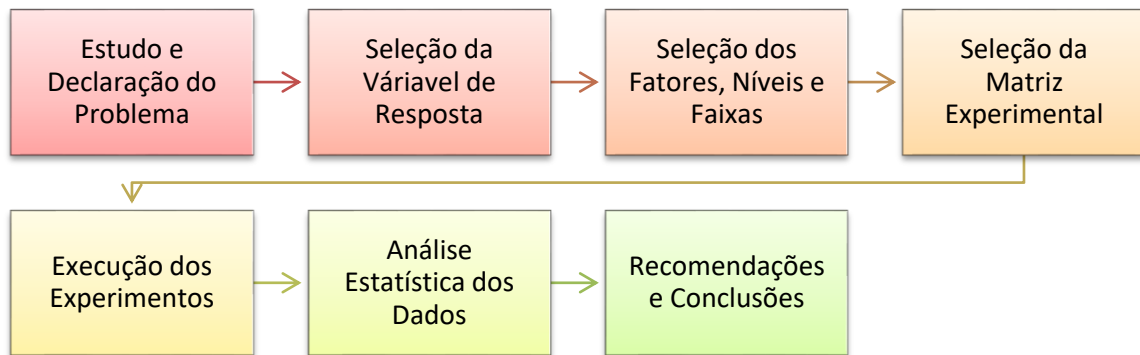 Estudo e
Declaração do
Problema
Seleção da
Váriavel de
Resposta
Seleção dos
Fatores, Níveis e
Faixas
Seleção da
Matriz
Experimental
Execução dos
Experimentos
Análise
Estatística dos
Dados
Recomendações
e Conclusões